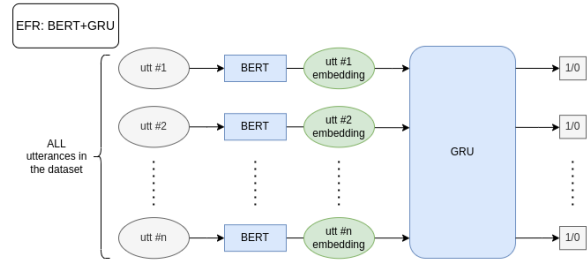 EFR: BERT+GRU
utt #1
BERT
utt #1
embedding
1/0
utt #2
BERT
utt #2
embedding
1/0
ALL
utterances in
the dataset
GRU
utt #n
BERT
utt #n
embedding
1/0